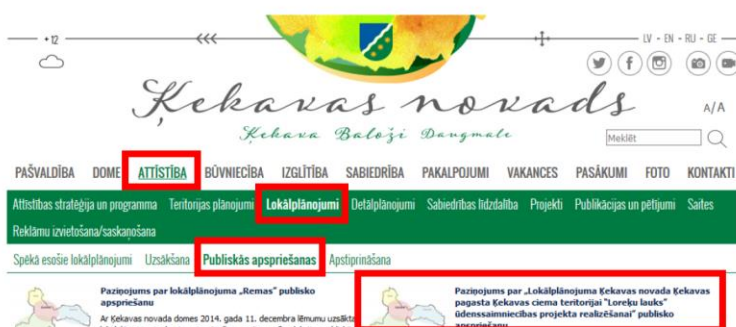 +12
<<<
LV - EN - RU - GE
Ķekavas novads
A/A
Ķekava Baloži Daugmale
Meklēt
PAŠVALDĪBA DOME ATTĪSTĪBA BŪVNIECĪBA IZGLĪTĪBA SABIEDRĪBA PAKALPOJUMI VAKANCES PASĀKUMI FOTO KONTAKTI
Attīstības stratēģija un programma Teritorijas plānojumi Lokālplānojumi Detālplānojumi Sabiedrības līdzdalība Projekti Publikācijas un pētījumi Saites
Reklāmu izvietošana/saskaņošana
Spēkā esošie lokālplānojumi Uzsākšana Publiskās apspriešanas Apstiprināšana
Paziņojums par lokālplānojuma „Remas" publisko
apspriešanu
Ar Ķekavas novada domes 2014. gada 11. decembra lēmumu uzsākta
Paziņojums par „Lokālplānojuma Ķekavas novada Ķekavas
pagasta Ķekavas ciema teritorijai "Loreķu lauks"
ūdenssaimniecības projekta realizēšanai" publisko
apspriešanu